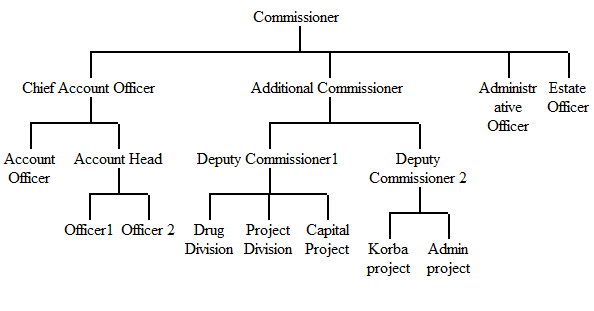 Commissioner
Chief Account Officer
Additional Commissioner
Administr
ative
Officer
Estate
Officer
Account
Officer
Account Head
Deputy Commissioner1
Deputy
Commissioner 2
Officer1
Officer 2
Drug
Division
Project
Division
Capital
Project
Korba
project
Admin
project